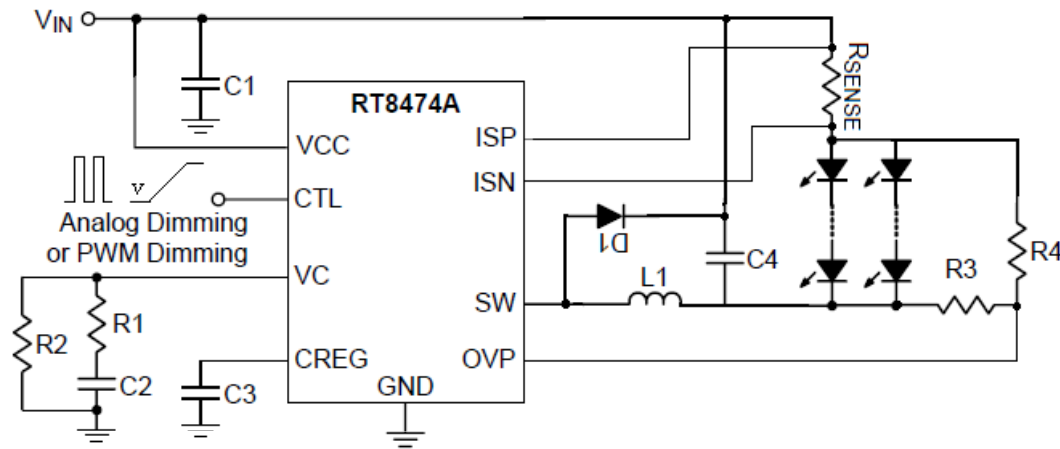 VIN
C1
RT8474A
RSENSE
VCC
ISP
ISN
V
CTL
Analog Dimming
or PWM Dimming
D1
C4
R4
VC
L1
R3
SW
R1
R2
CREG
OVP
C2
C3
GND